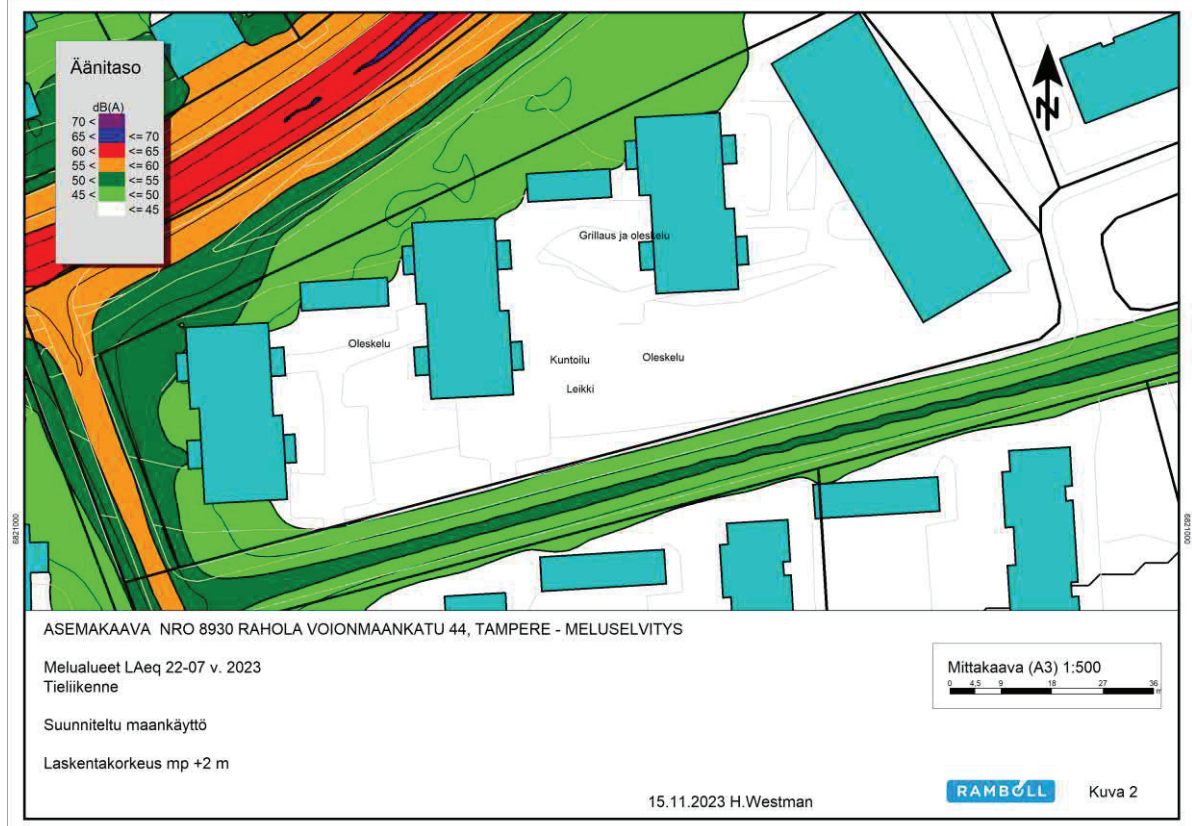 Äänitaso
dB(A)
70 <
65 < <= 70
60 < <= 65
55 < <= 60
50 < <= 55
45 < <= 50
<= 45
N
Grillaus ja oleskelu
Oleskelu
Kuntoilu
Oleskelu
Leikki
6821000
6821000
ASEMAKAAVA NRO 8930 RAHOLA VOIONMAANKATU 44, TAMPERE - MELUSELVITYS
Melualueet LAeq 22-07 v. 2023
Tieliikenne
Suunniteltu maankäyttö
Laskentakorkeus mp +2 m
Mittakaava (A3) 1:500
0 4,5 9 18 27 36
m
15.11.2023 H.Westman
RAMBOLL
Kuva 2